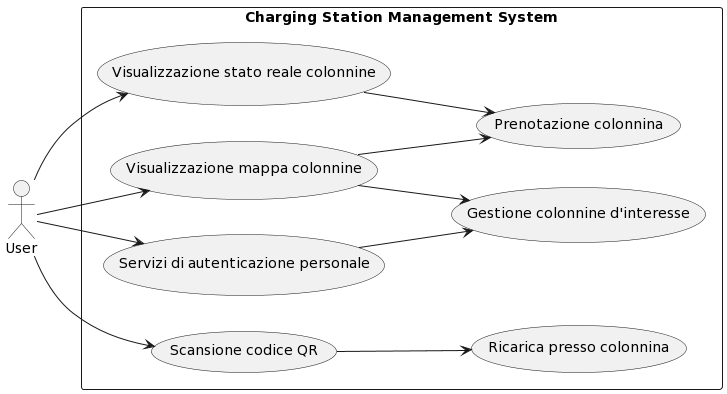 Charging Station Management System
Visualizzazione stato reale colonnine
Prenotazione colonnina
Visualizzazione mappa colonnine
Gestione colonnine d'interesse
User
Servizi di autenticazione personale
Scansione codice QR
Ricarica presso colonnina